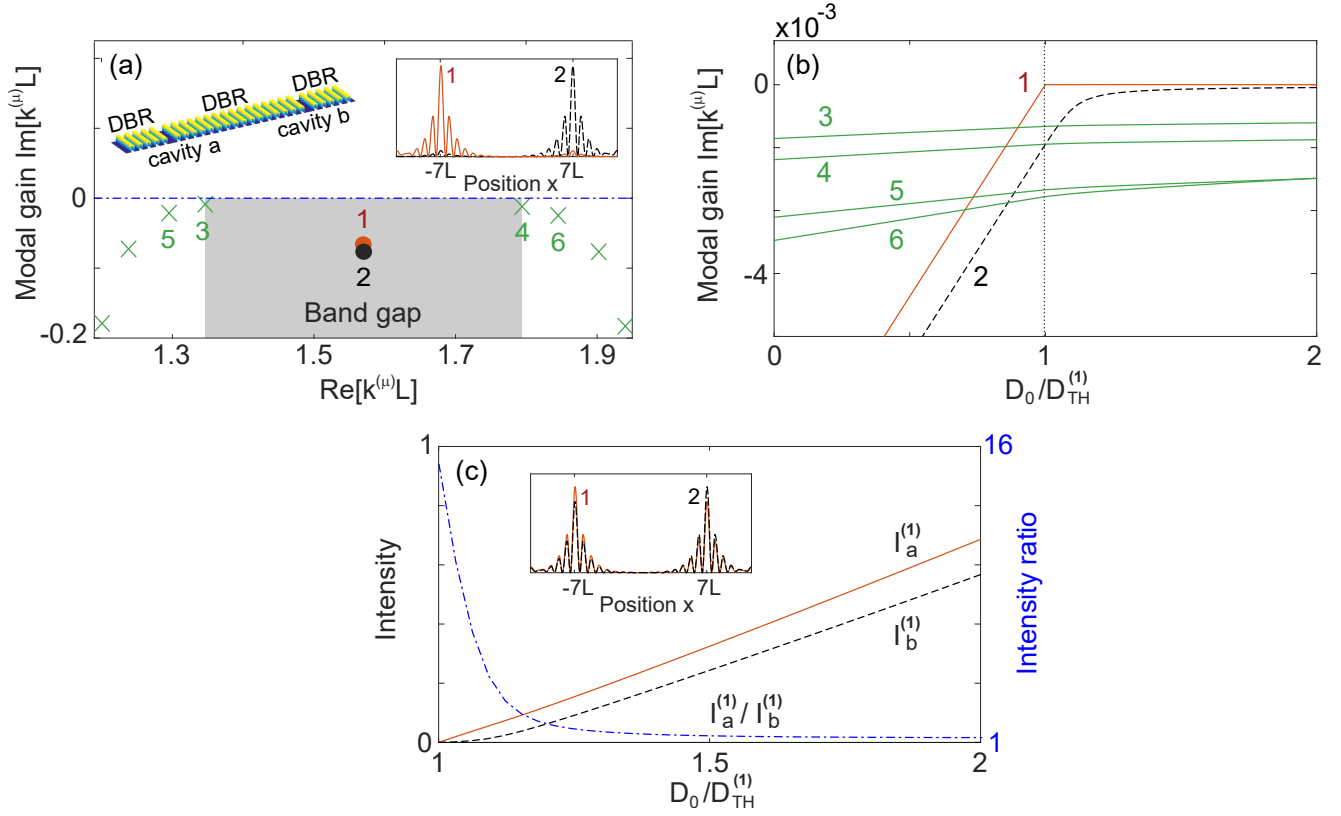 (a)
DBR
DBR
DBR
cavity a
cavity b
1
2
-7L
7L
Position x
Modal gain Im[k^(μ)L]
0
-0.2
5
3
1
2
4
6
Band gap
1.3
1.5
1.7
1.9
Re[k^(μ)L]
x10^-3
(b)
Modal gain Im[k^(μ)L]
0
-4
1
3
4
5
6
2
0
1
2
D_0/D_TH^(1)
(c)
Intensity
1
0
1
2
-7L
7L
Position x
I_a^(1)
I_b^(1)
I_a^(1) / I_b^(1)
16
1
Intensity ratio
1
1.5
2
D_0/D_TH^(1)